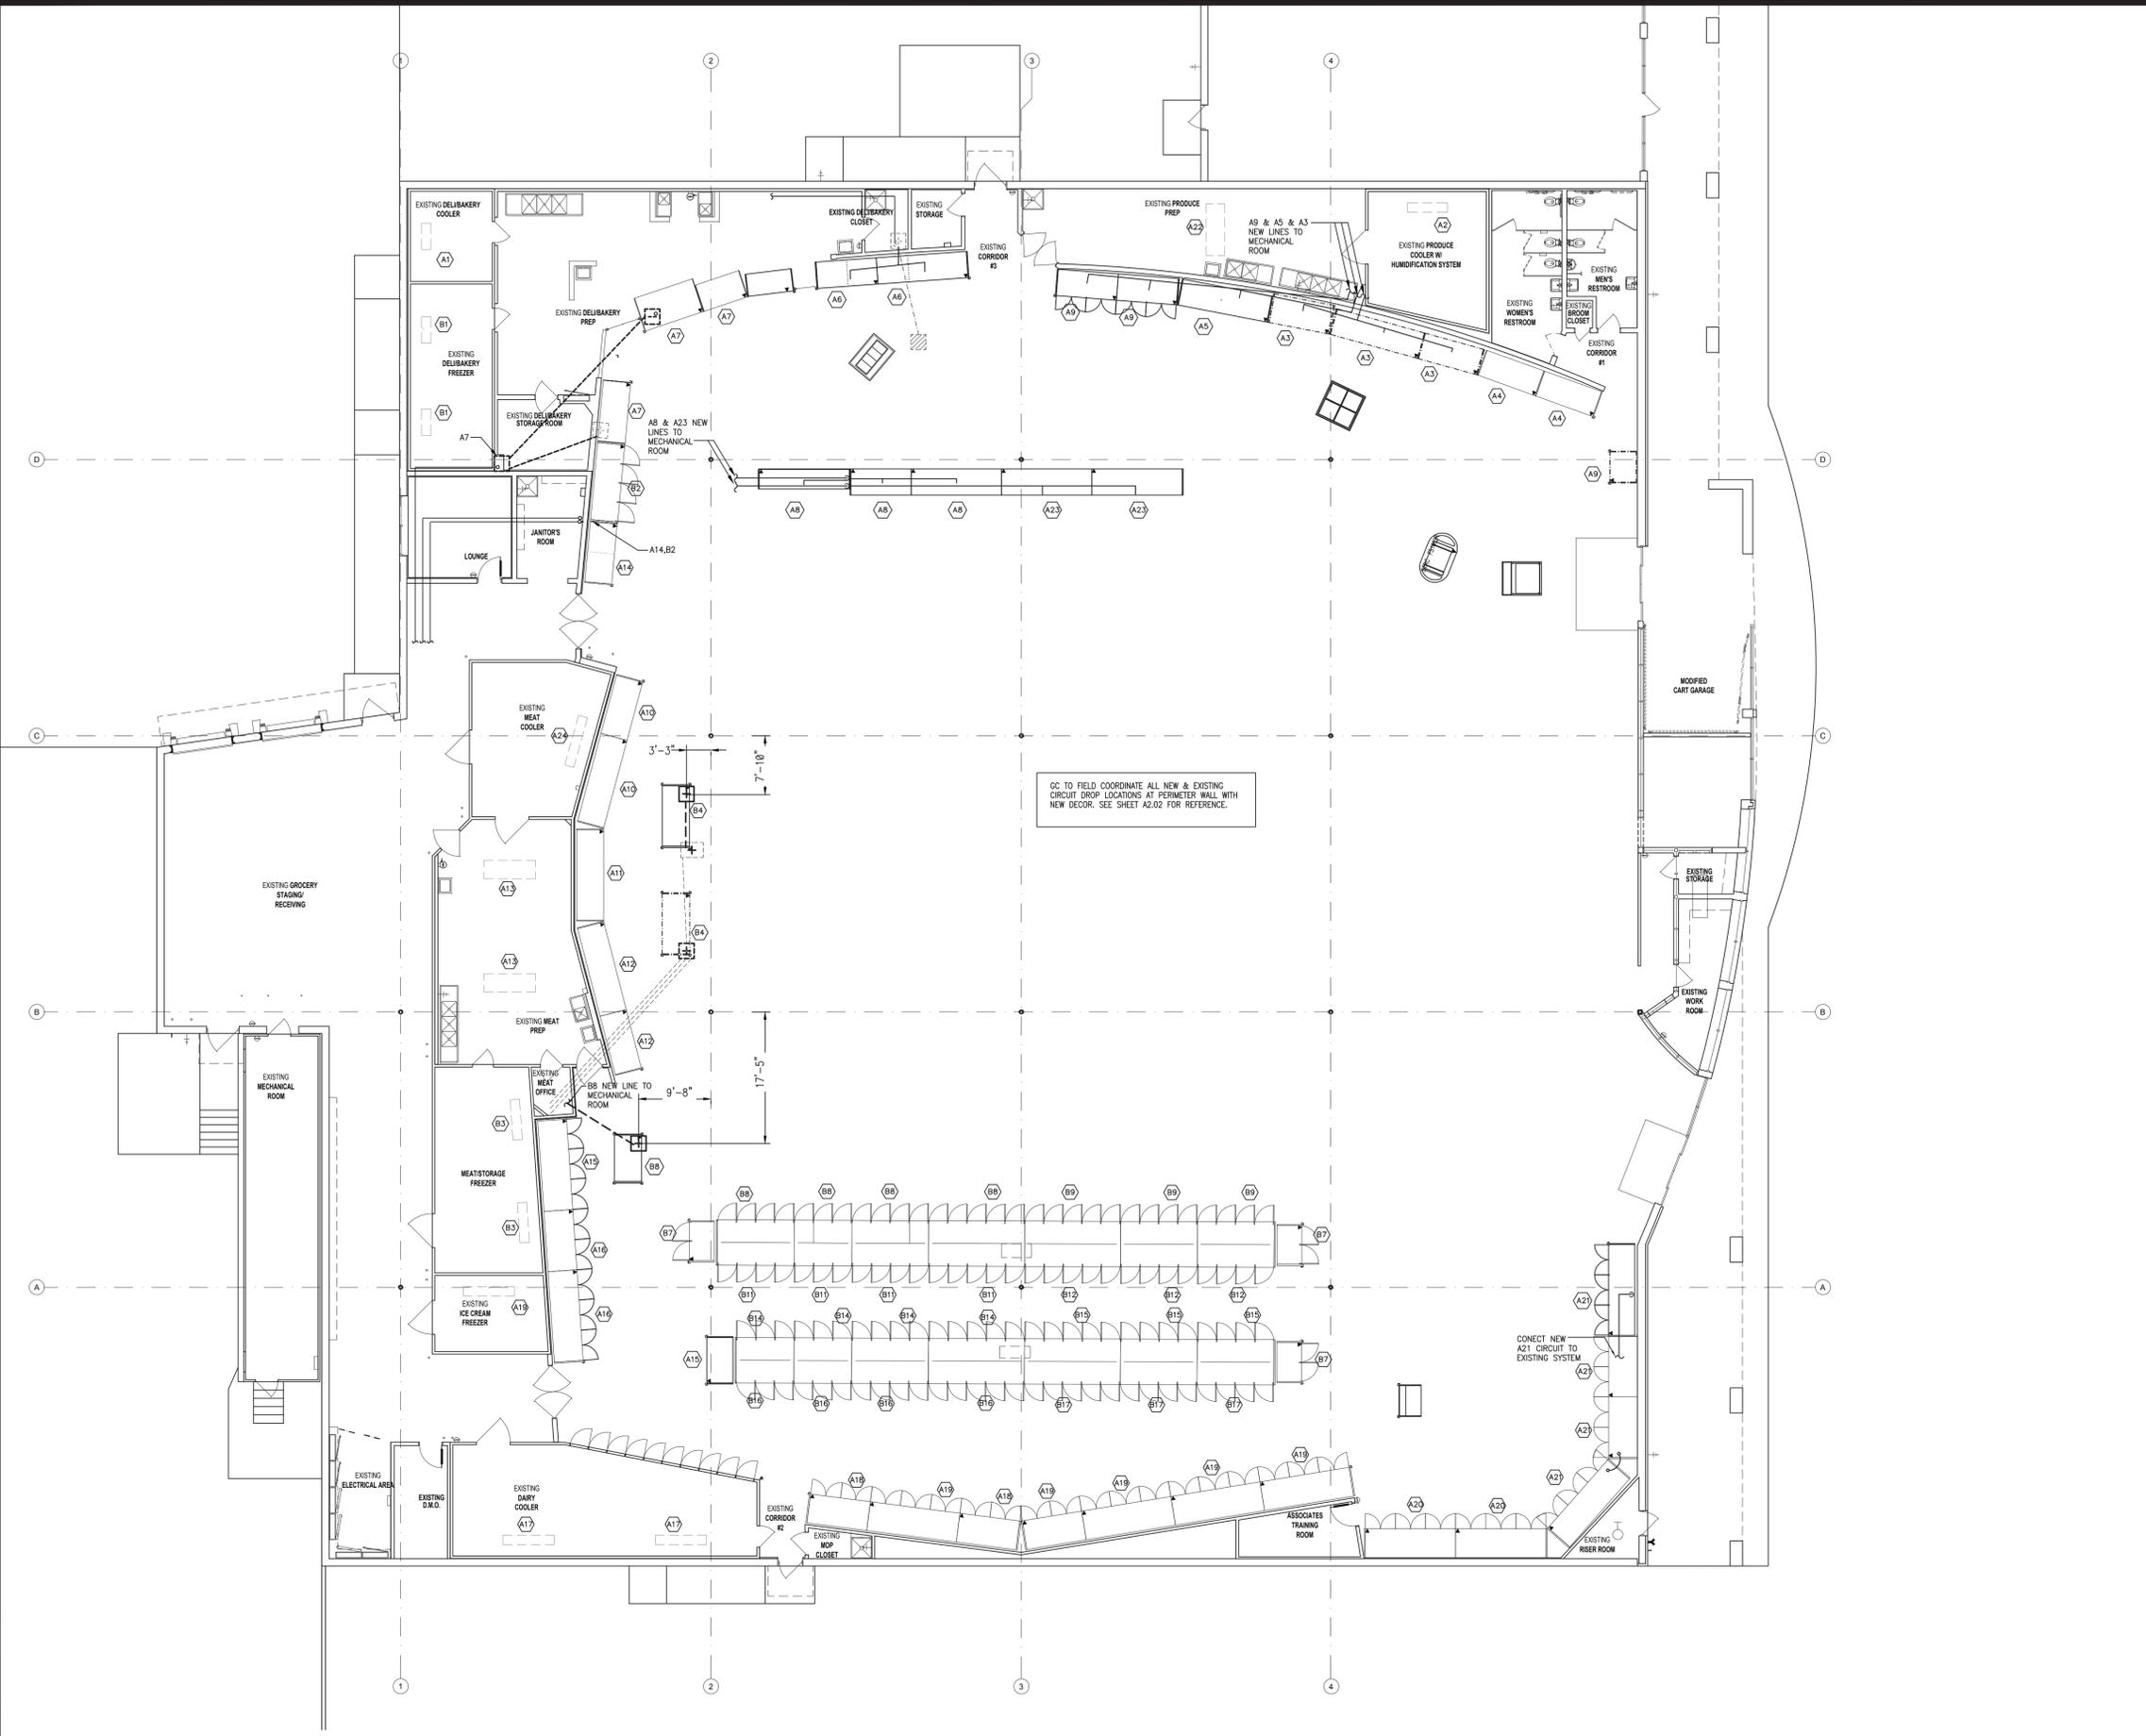 1
2
3
4
EXISTING DELI/BAKERY
COOLER
A1
EXISTING DELI/BAKERY
CLOSET
EXISTING
STORAGE
EXISTING
CORRIDOR
#3
EXISTING PRODUCE
PREP
A22
A9 & A5 & A3
NEW LINES TO
MECHANICAL
ROOM
A2
EXISTING PRODUCE
COOLER W/
HUMIDIFICATION SYSTEM
EXISTING
MEN'S
RESTROOM
EXISTING
WOMEN'S
RESTROOM
EXISTING
BROOM
CLOSET
EXISTING
CORRIDOR
#1
B1
EXISTING
DELI/BAKERY
FREEZER
B1
EXISTING DELI/BAKERY
PREP
A7
A7
A6
A6
A9
A9
A5
A3
A3
A3
A4
A4
EXISTING DELI/BAKERY
STORAGE ROOM
A7
A7
A8 & A23 NEW
LINES TO
MECHANICAL
ROOM
D
D
A9
B2
A8
A8
A8
A23
A23
JANITOR'S
ROOM
LOUNGE
A14,B2
A14
MODIFIED
CART GARAGE
EXISTING
MEAT
COOLER
A24
A10
A10
C
C
3'-3"
7'-10"
B4
GC TO FIELD COORDINATE ALL NEW & EXISTING
CIRCUIT DROP LOCATIONS AT PERIMETER WALL WITH
NEW DECOR. SEE SHEET A2.02 FOR REFERENCE.
EXISTING GROCERY
STAGING/
RECEIVING
A13
A11
EXISTING
STORAGE
B4
A13
A12
EXISTING
WORK
ROOM
B
B
EXISTING MEAT
PREP
A12
EXISTING
MECHANICAL
ROOM
EXISTING
MEAT
OFFICE
B8 NEW LINE TO
MECHANICAL
ROOM
9'-8"
17'-5"
B3
MEAT/STORAGE
FREEZER
B3
A15
B8
B8
B8
B8
B8
B9
B9
B9
B7
B7
A16
A
A
EXISTING
ICE CREAM
FREEZER
A19
A16
B11
B11
B11
B11
B12
B12
B12
B14
B14
B14
B14
B15
B15
B15
A15
B7
B16
B16
B16
B16
B17
B17
B17
A21
CONECT NEW
A21 CIRCUIT TO
EXISTING SYSTEM
A21
A21
A21
EXISTING
ELECTRICAL AREA
EXISTING
D.M.O.
EXISTING
DAIRY
COOLER
A17
A17
EXISTING
CORRIDOR
#2
EXISTING
MOP
CLOSET
A18
A19
A18
A19
A19
A19
A19
ASSOCIATES
TRAINING
ROOM
A20
A20
EXISTING
RISER ROOM
1
2
3
4